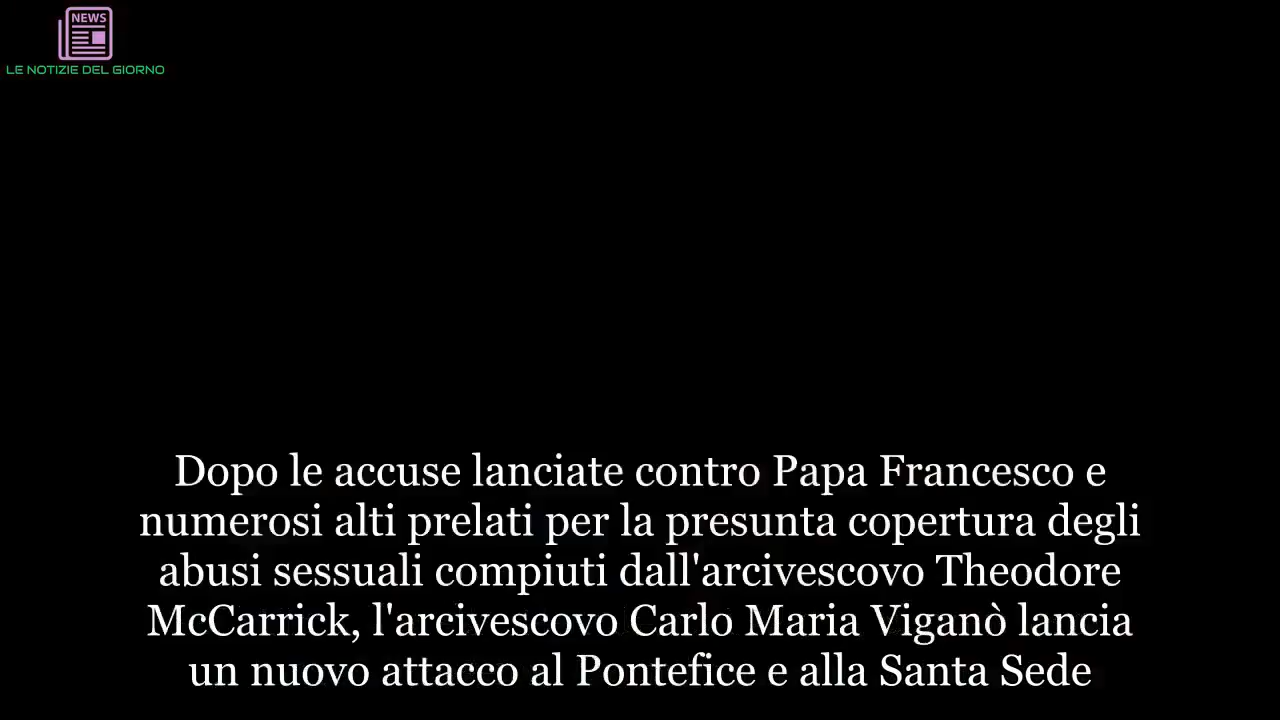 NEWS
LE NOTIZIE DEL GIORNO
Dopo le accuse lanciate contro Papa Francesco e
numerosi alti prelati per la presunta copertura degli
abusi sessuali compiuti dall'arcivescovo Theodore
McCarrick, l'arcivescovo Carlo Maria Viganò lancia
un nuovo attacco al Pontefice e alla Santa Sede